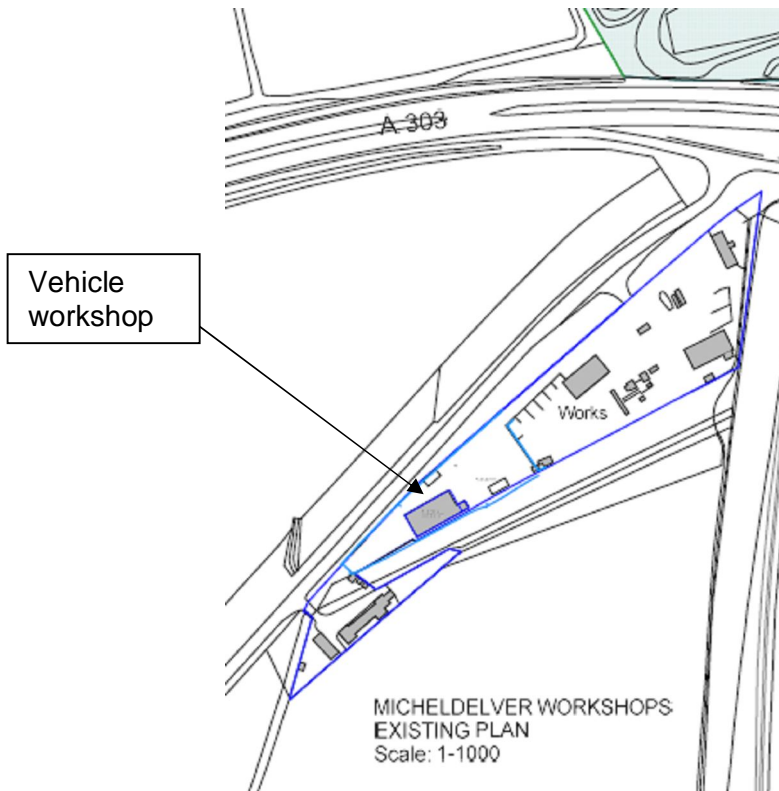 A 303
Vehicle
workshop
Works
MICHELDELVER WORKSHOPS
EXISTING PLAN
Scale: 1-1000